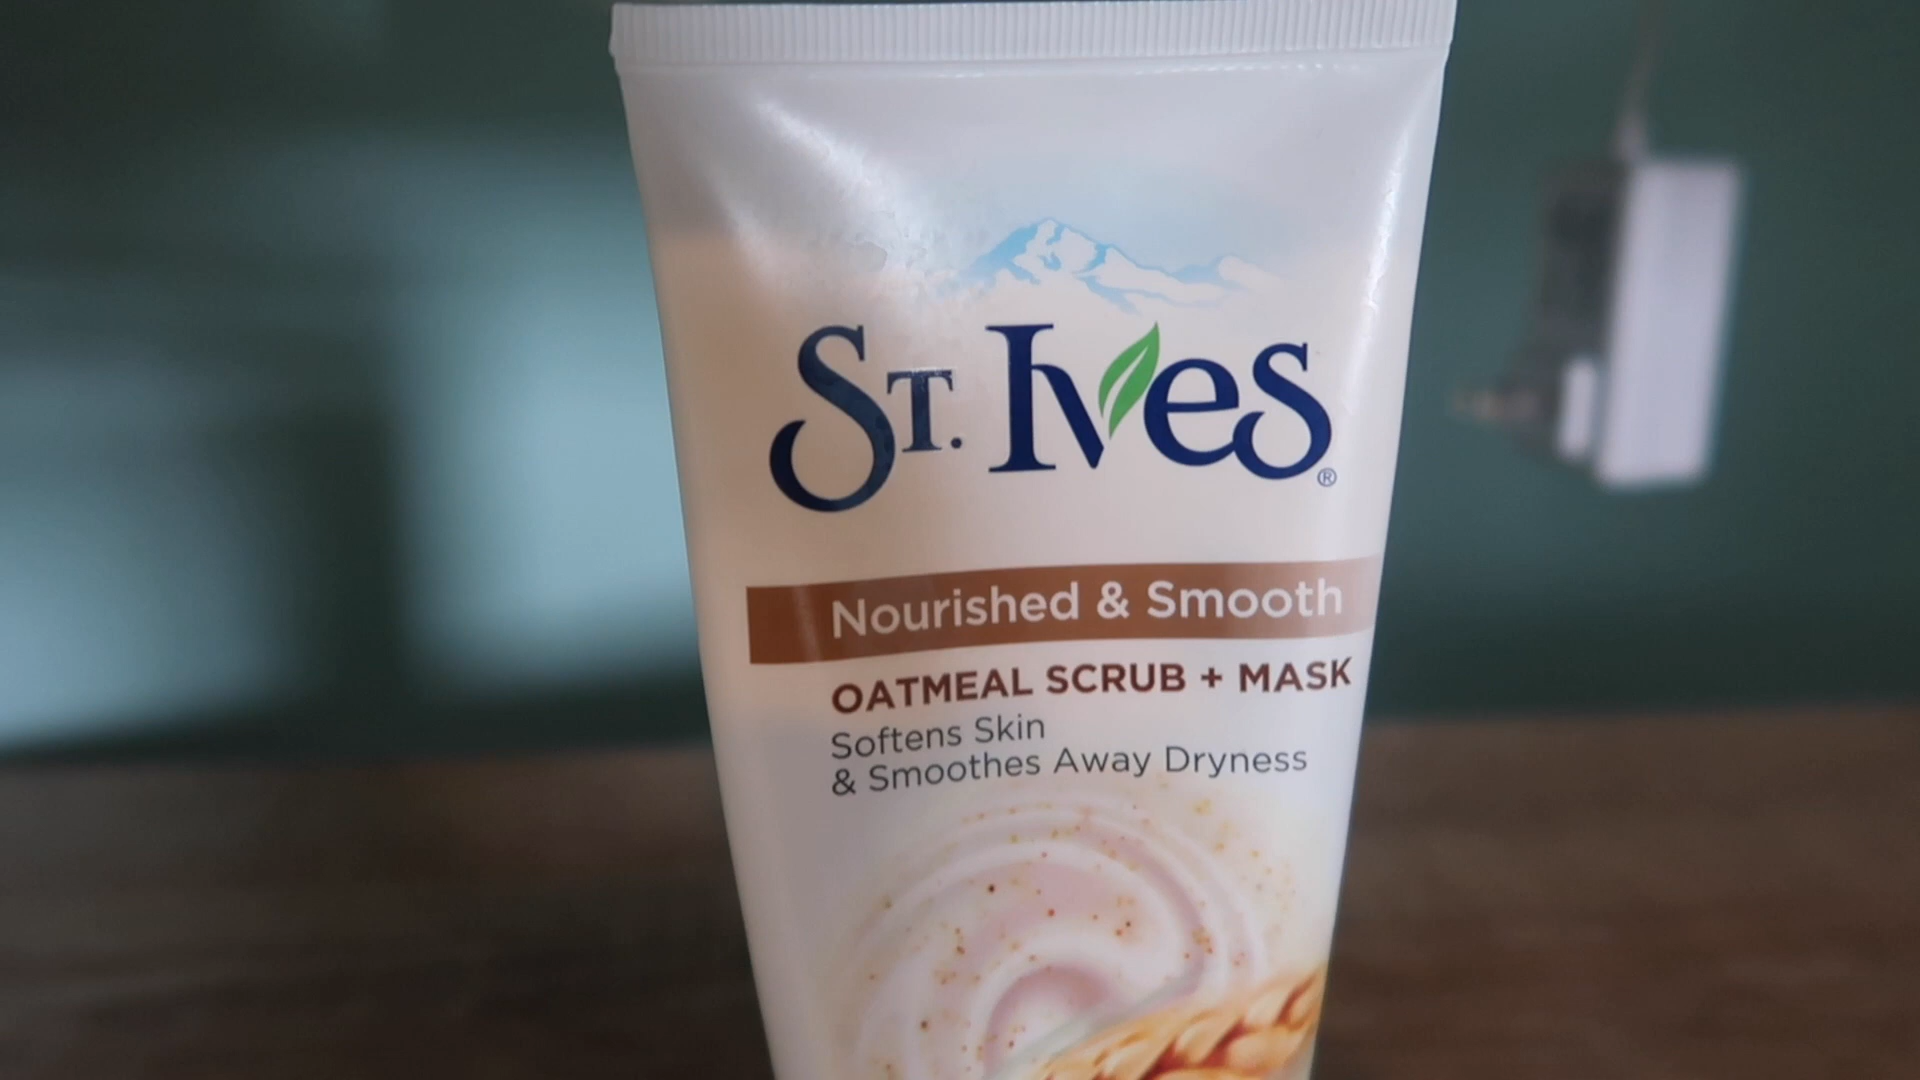 St. Ives®
Nourished & Smooth
OATMEAL SCRUB + MASK
Softens Skin
& Smoothes Away Dryness